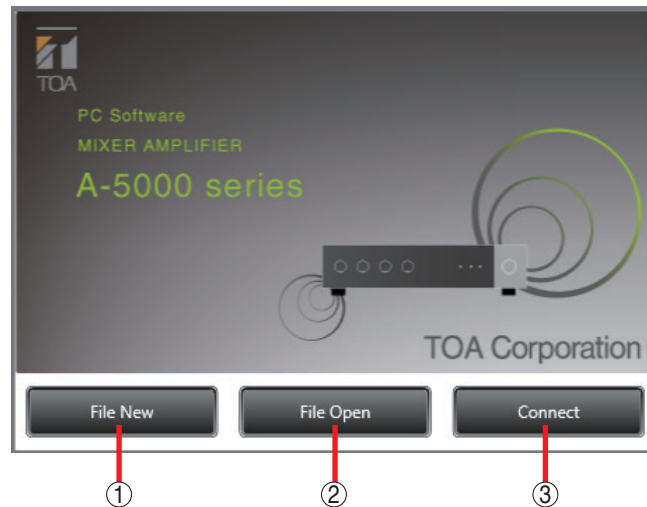 TOA
PC Software
MIXER AMPLIFIER
A-5000 series
TOA Corporation
File New
File Open
Connect
①
②
③